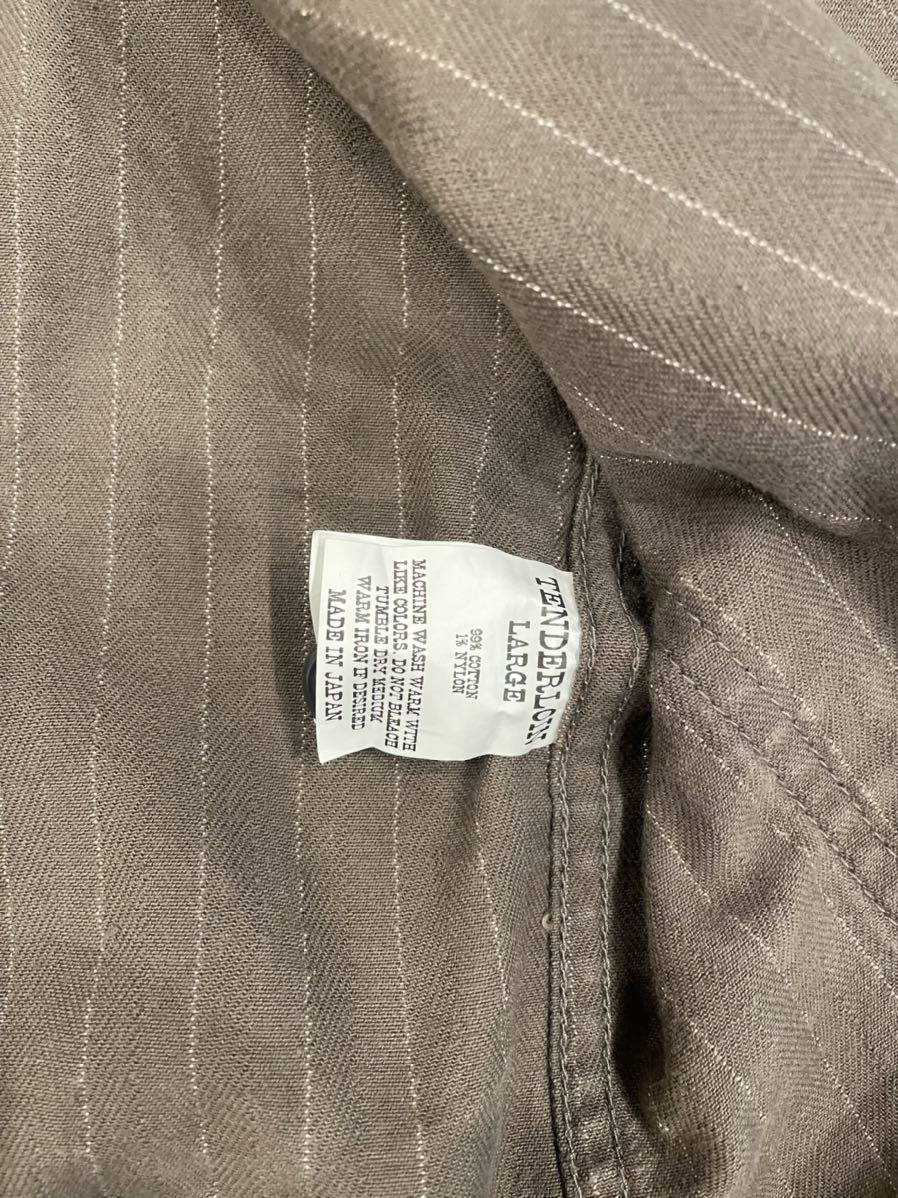 TENDERLOIN
LARGE
99% COTTON
1% NYLON
MACHINE WASH WARM WITH
LIKE COLORS. DO NOT BLEACH
TUMBLE DRY MEDIUM
WARM IRON IF DESIRED
MADE IN JAPAN